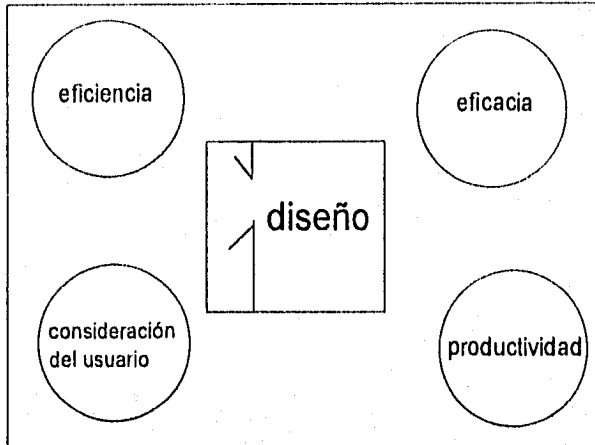 eficiencia
eficacia
diseño
consideración
del usuario
productividad